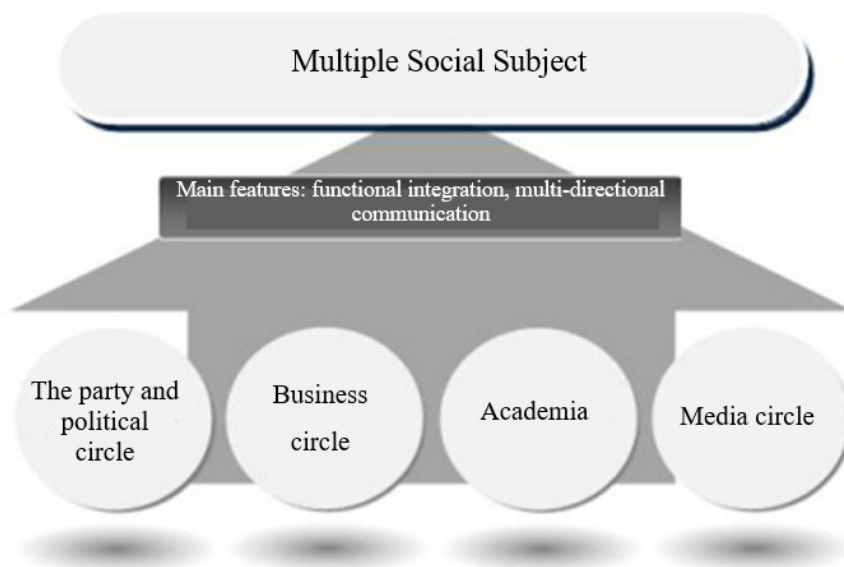 Multiple Social Subject
Main features: functional integration, multi-directional
communication
The party and
political
circle
Business
circle
Academia
Media circle